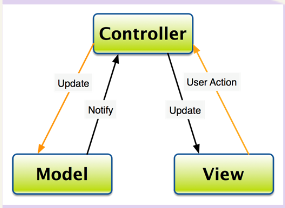 Controller
Update
User Action
Notify
Update
Model
View